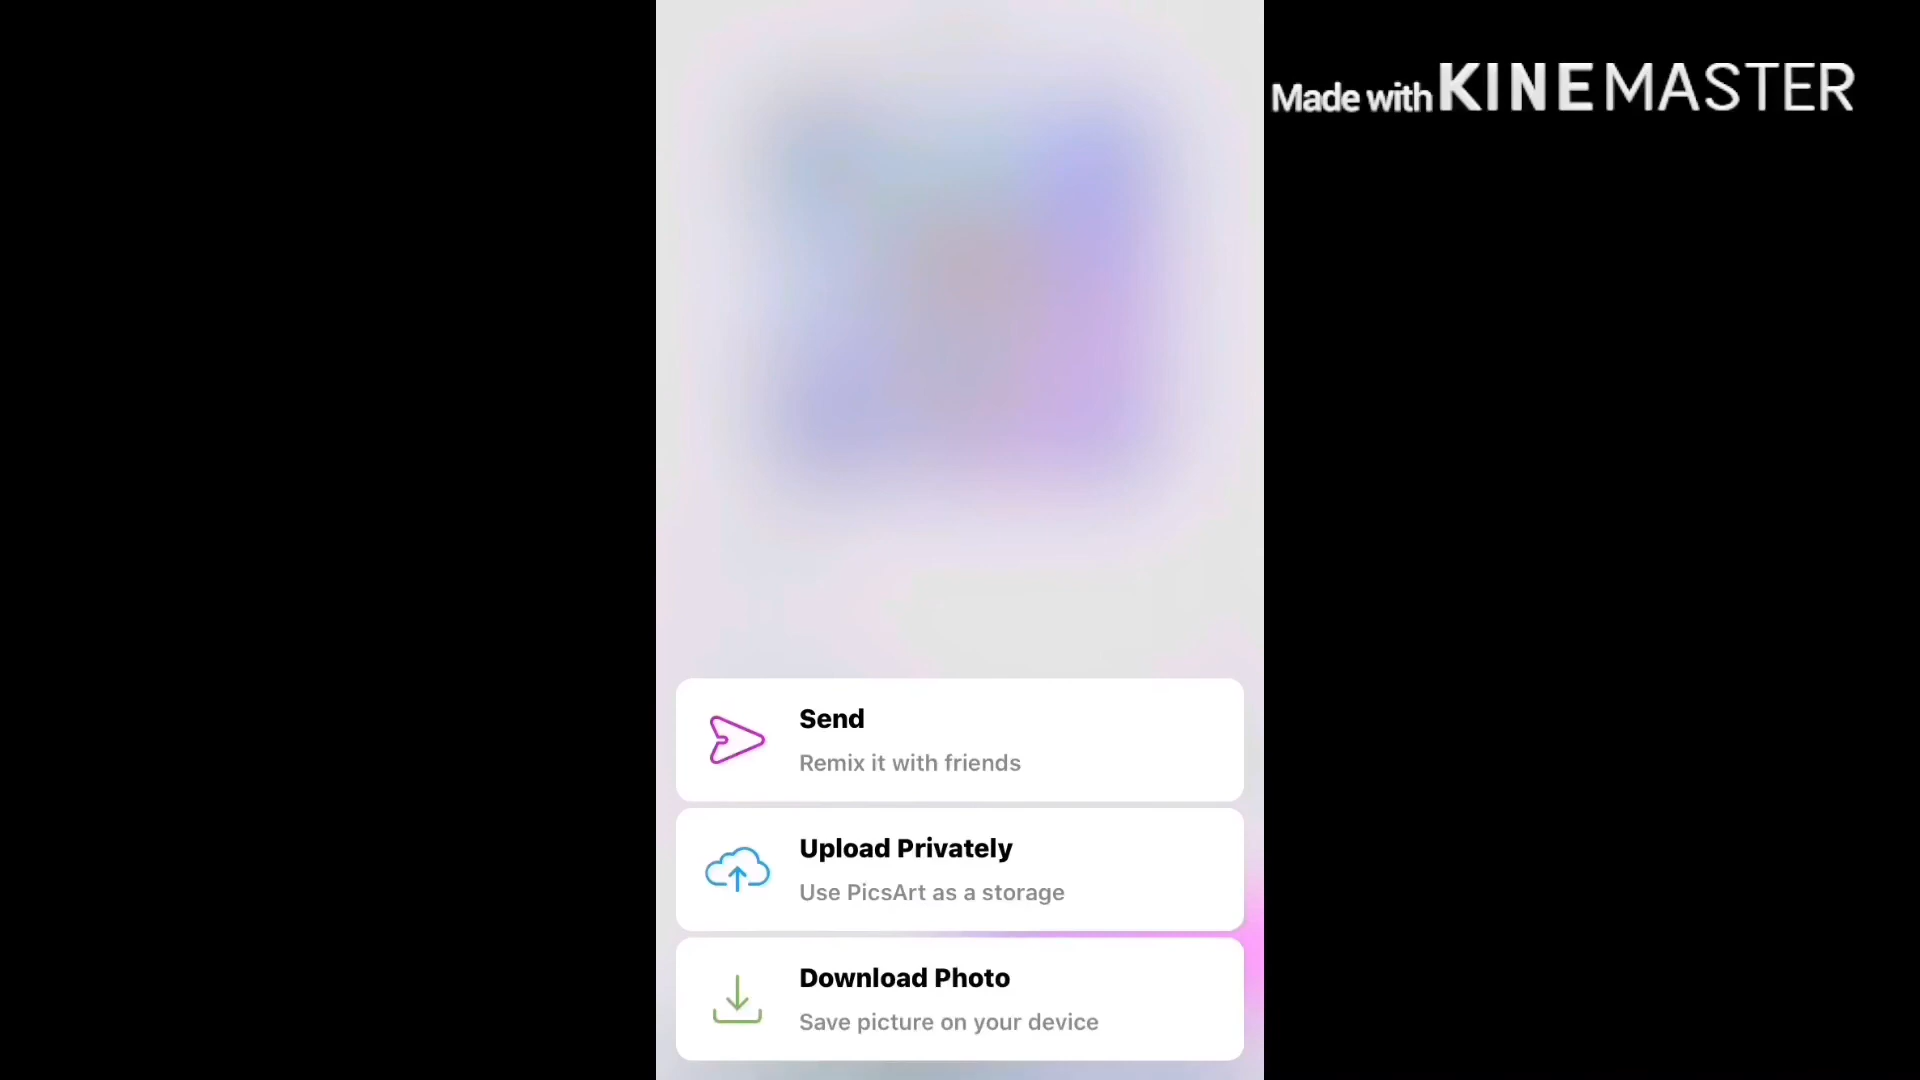 Made with KINEMASTER
Send
Remix it with friends
Upload Privately
Use PicsArt as a storage
Download Photo
Save picture on your device